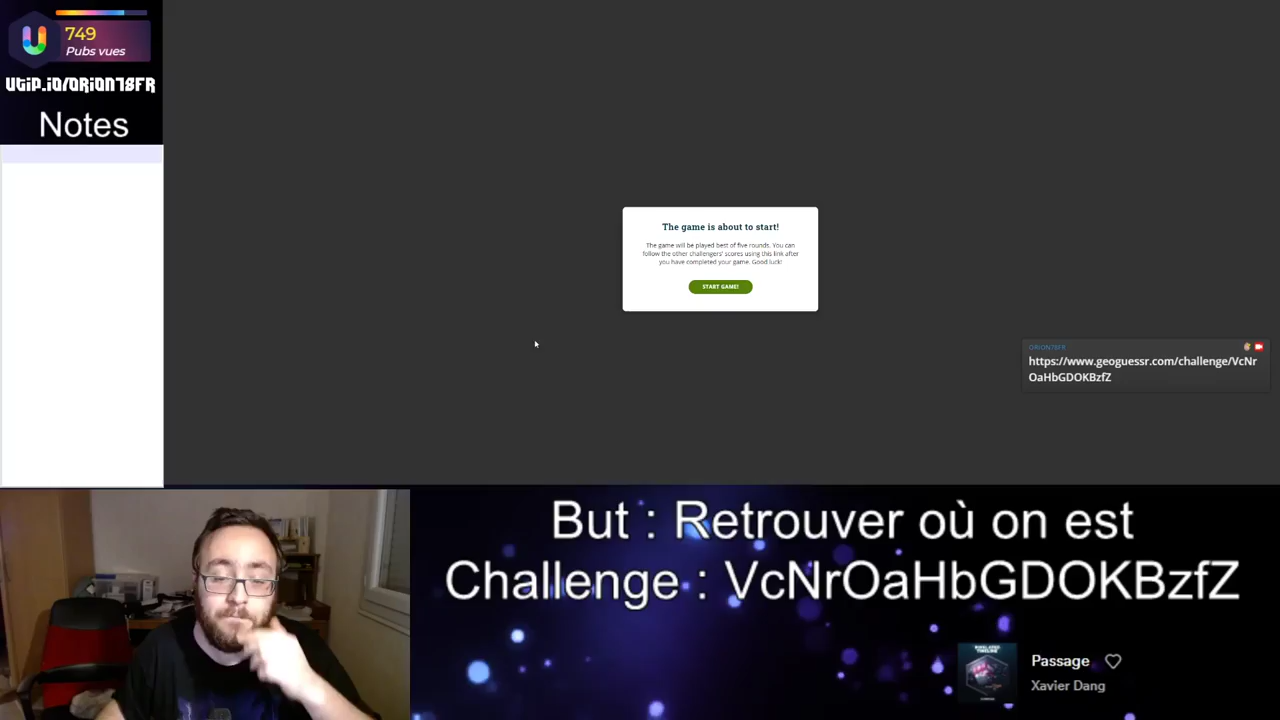 749
Pubs vues
utip.io/orion78fr
Notes
The game is about to start!
The game will be played best of five rounds. You can
follow the other challengers' scores using this link after
you have completed your game. Good luck!
START GAME!
ORION78FR
https://www.geoguessr.com/challenge/VcNr
OaHbGDOKBzfZ
But : Retrouver où on est
Challenge : VcNrOaHbGDOKBzfZ
Passage
Xavier Dang